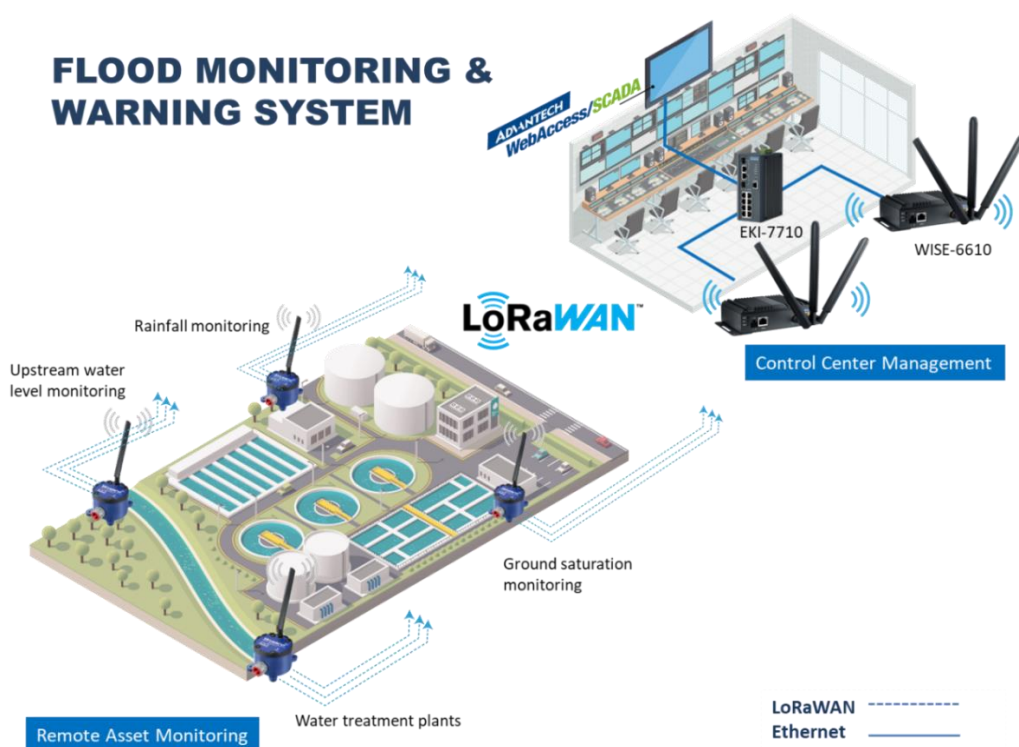 FLOOD MONITORING &
WARNING SYSTEM
ADVANTECH
WebAccess/SCADA
EKI-7710
WISE-6610
LoRaWAN™
Control Center Management
Rainfall monitoring
Upstream water
level monitoring
Ground saturation
monitoring
Water treatment plants
Remote Asset Monitoring
LoRaWAN
Ethernet